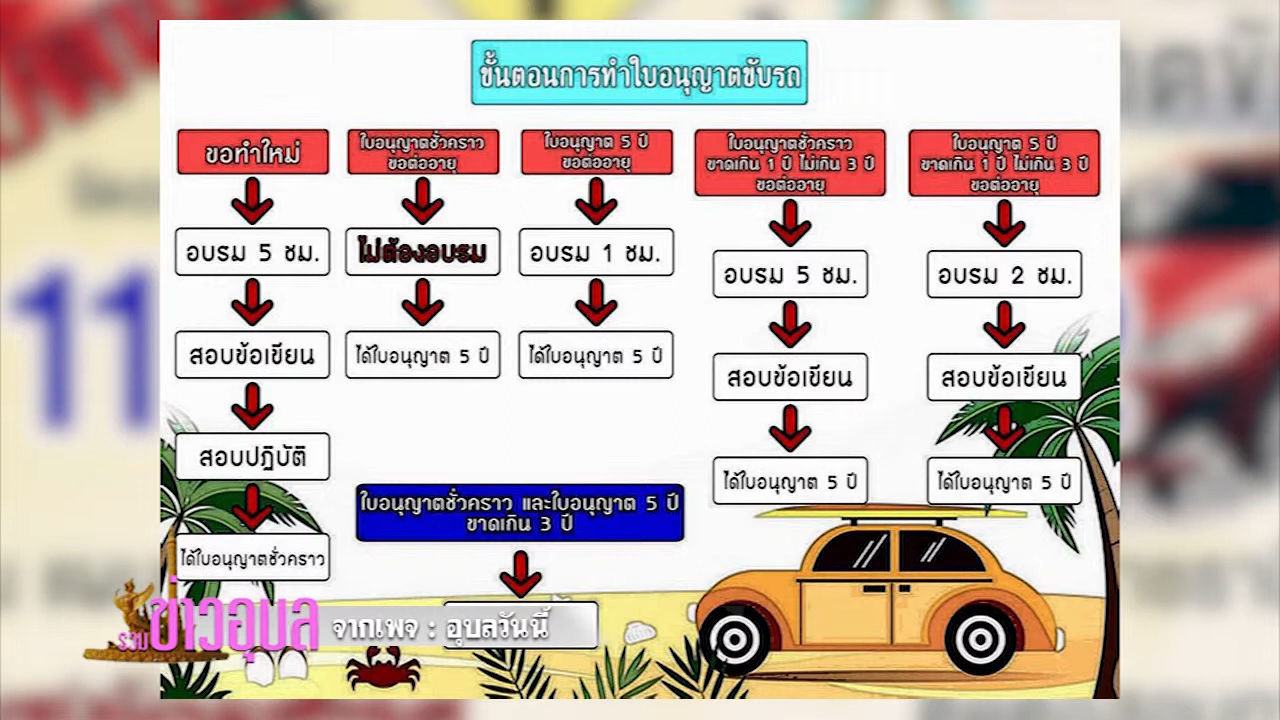 ขั้นตอนการทำใบอนุญาตขับรถ
ขอทำใหม่
อบรม 5 ชม.
สอบข้อเขียน
สอบปฏิบัติ
ได้ใบอนุญาตชั่วคราว
ใบอนุญาตชั่วคราว
ขอต่ออายุ
ไม่ต้องอบรม
ได้ใบอนุญาต 5 ปี
ใบอนุญาต 5 ปี
ขอต่ออายุ
อบรม 1 ชม.
ได้ใบอนุญาต 5 ปี
ใบอนุญาตชั่วคราว
ขาดเกิน 1 ปี ไม่เกิน 3 ปี
ขอต่ออายุ
อบรม 5 ชม.
สอบข้อเขียน
ได้ใบอนุญาต 5 ปี
ใบอนุญาต 5 ปี
ขาดเกิน 1 ปี ไม่เกิน 3 ปี
ขอต่ออายุ
อบรม 2 ชม.
สอบข้อเขียน
ได้ใบอนุญาต 5 ปี
ใบอนุญาตชั่วคราว และใบอนุญาต 5 ปี
ขาดเกิน 3 ปี
รวบข่าวอุบล
จากเพจ : อุบลวันนี้
11